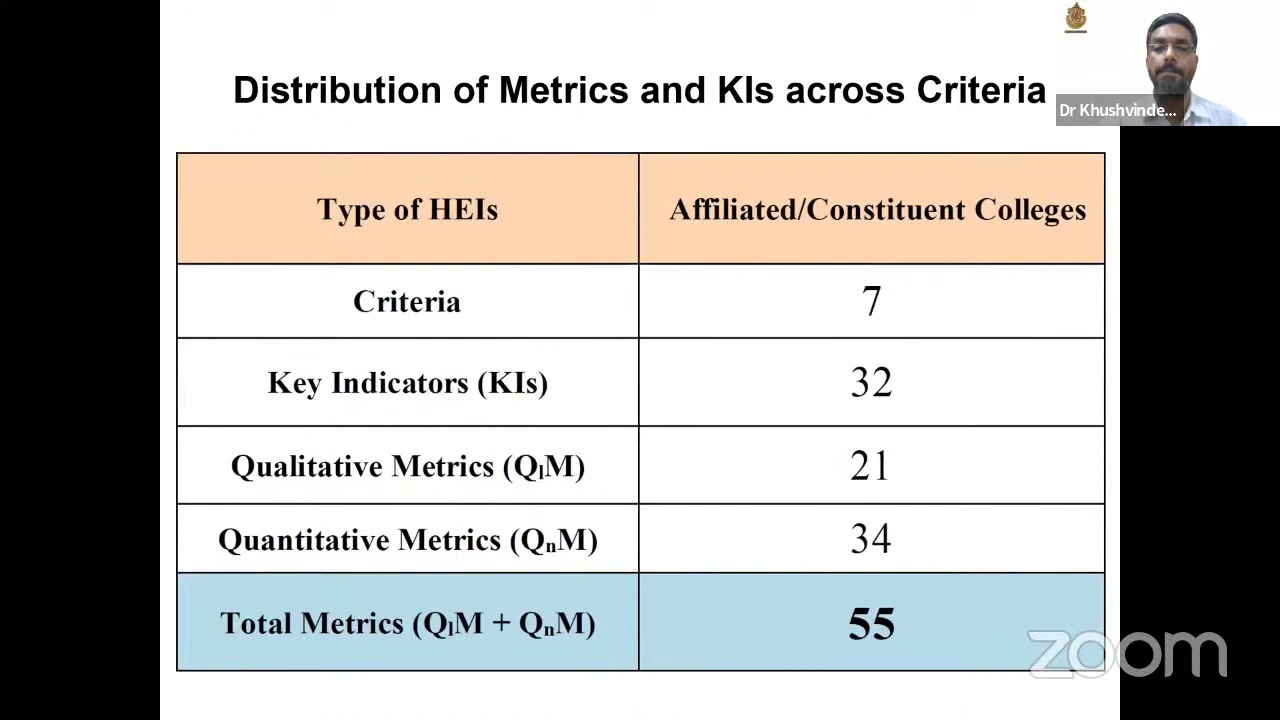 Distribution of Metrics and KIs across Criteria
Dr Khushvinde...
Type of HEIs
Affiliated/Constituent Colleges
Criteria
7
Key Indicators (KIs)
32
Qualitative Metrics (QlM)
21
Quantitative Metrics (QnM)
34
Total Metrics (QlM + QnM)
55
zoom